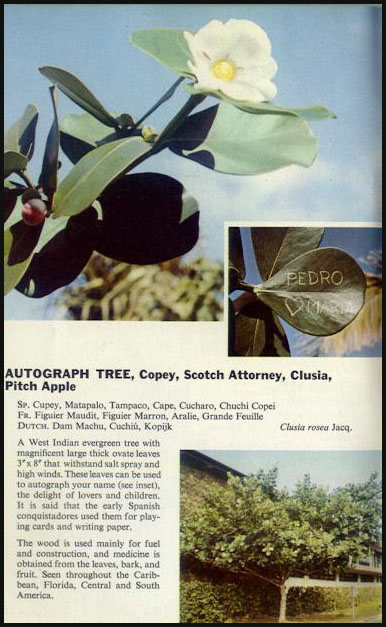 PEDRO
AUTOGRAPH TREE, Copey, Scotch Attorney, Clusia,
Pitch Apple
SP. Cupey, Matapalo, Tampaco, Cape, Cucharo, Chuchi Copei
FR. Figuier Maudit, Figuier Marron, Aralie, Grande Feuille
DUTCH. Dam Machu, Cuchiú, Kopijk
Clusia rosea Jacq.
A West Indian evergreen tree with
magnificent large thick ovate leaves
3"x 8" that withstand salt spray and
high winds. These leaves can be used
to autograph your name (see inset),
the delight of lovers and children.
It is said that the early Spanish
conquistadores used them for play-
ing cards and writing paper.
The wood is used mainly for fuel
and construction, and medicine is
obtained from the leaves, bark, and
fruit. Seen throughout the Carib-
bean, Florida, Central and South
America.